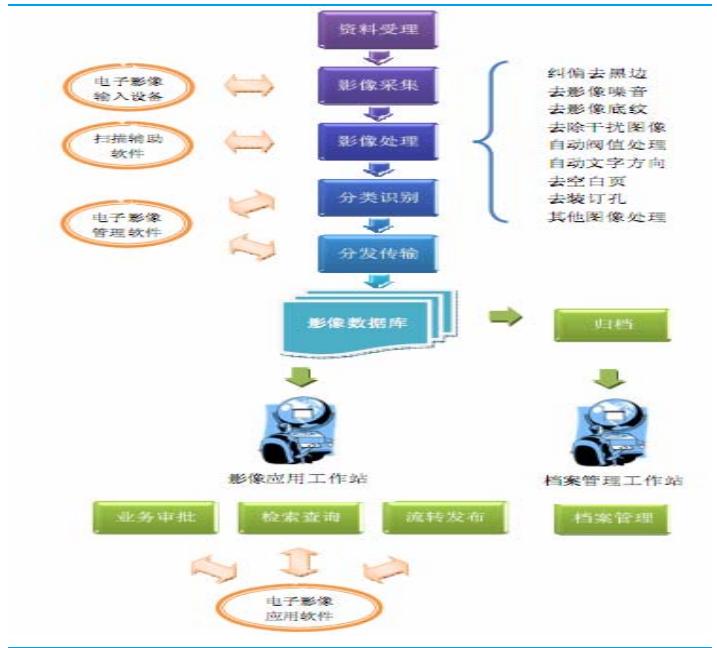 资料受理
电子影像
输入设备
影像采集
扫描辅助
软件
影像处理
纠偏去黑边
去影像噪音
去影像底纹
去除干扰图像
自动阀值处理
自动文字方向
去空白页
去装订孔
其他图像处理
电子影像
管理软件
分类识别
分发传输
影像数据库
归档
影像应用工作站
档案管理工作站
业务审批
检索查询
流转发布
档案管理
电子影像
应用软件